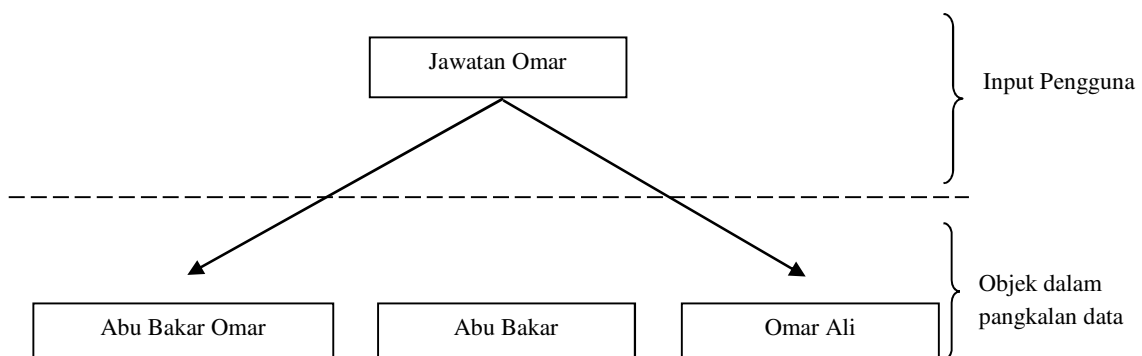 Jawatan Omar
Input Pengguna
Abu Bakar Omar
Abu Bakar
Omar Ali
Objek dalam
pangkalan data